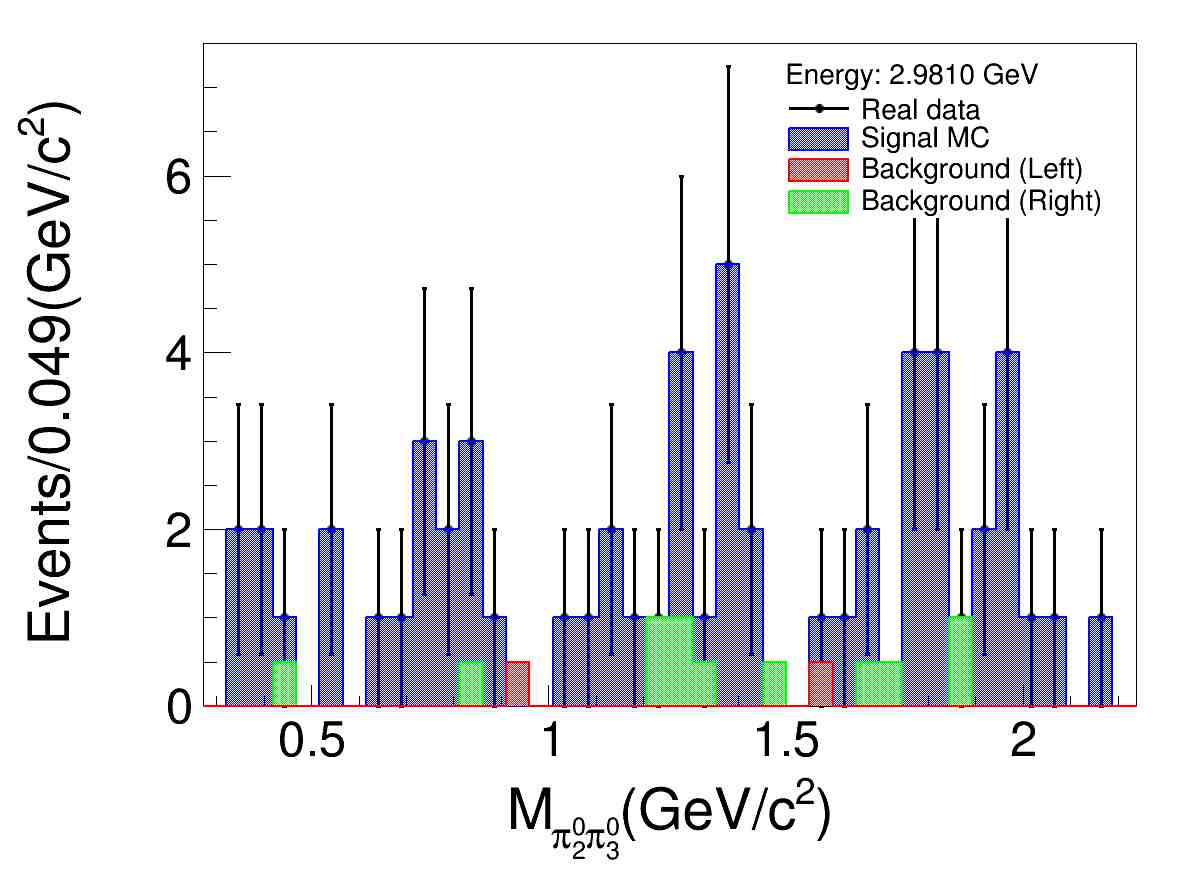 Energy: 2.9810 GeV
Real data
Signal MC
Background (Left)
Background (Right)
Events/0.049(GeV/c²)
6
4
2
0
0.5 1 1.5 2
M_{π⁰₂π⁰₃}(GeV/c²)